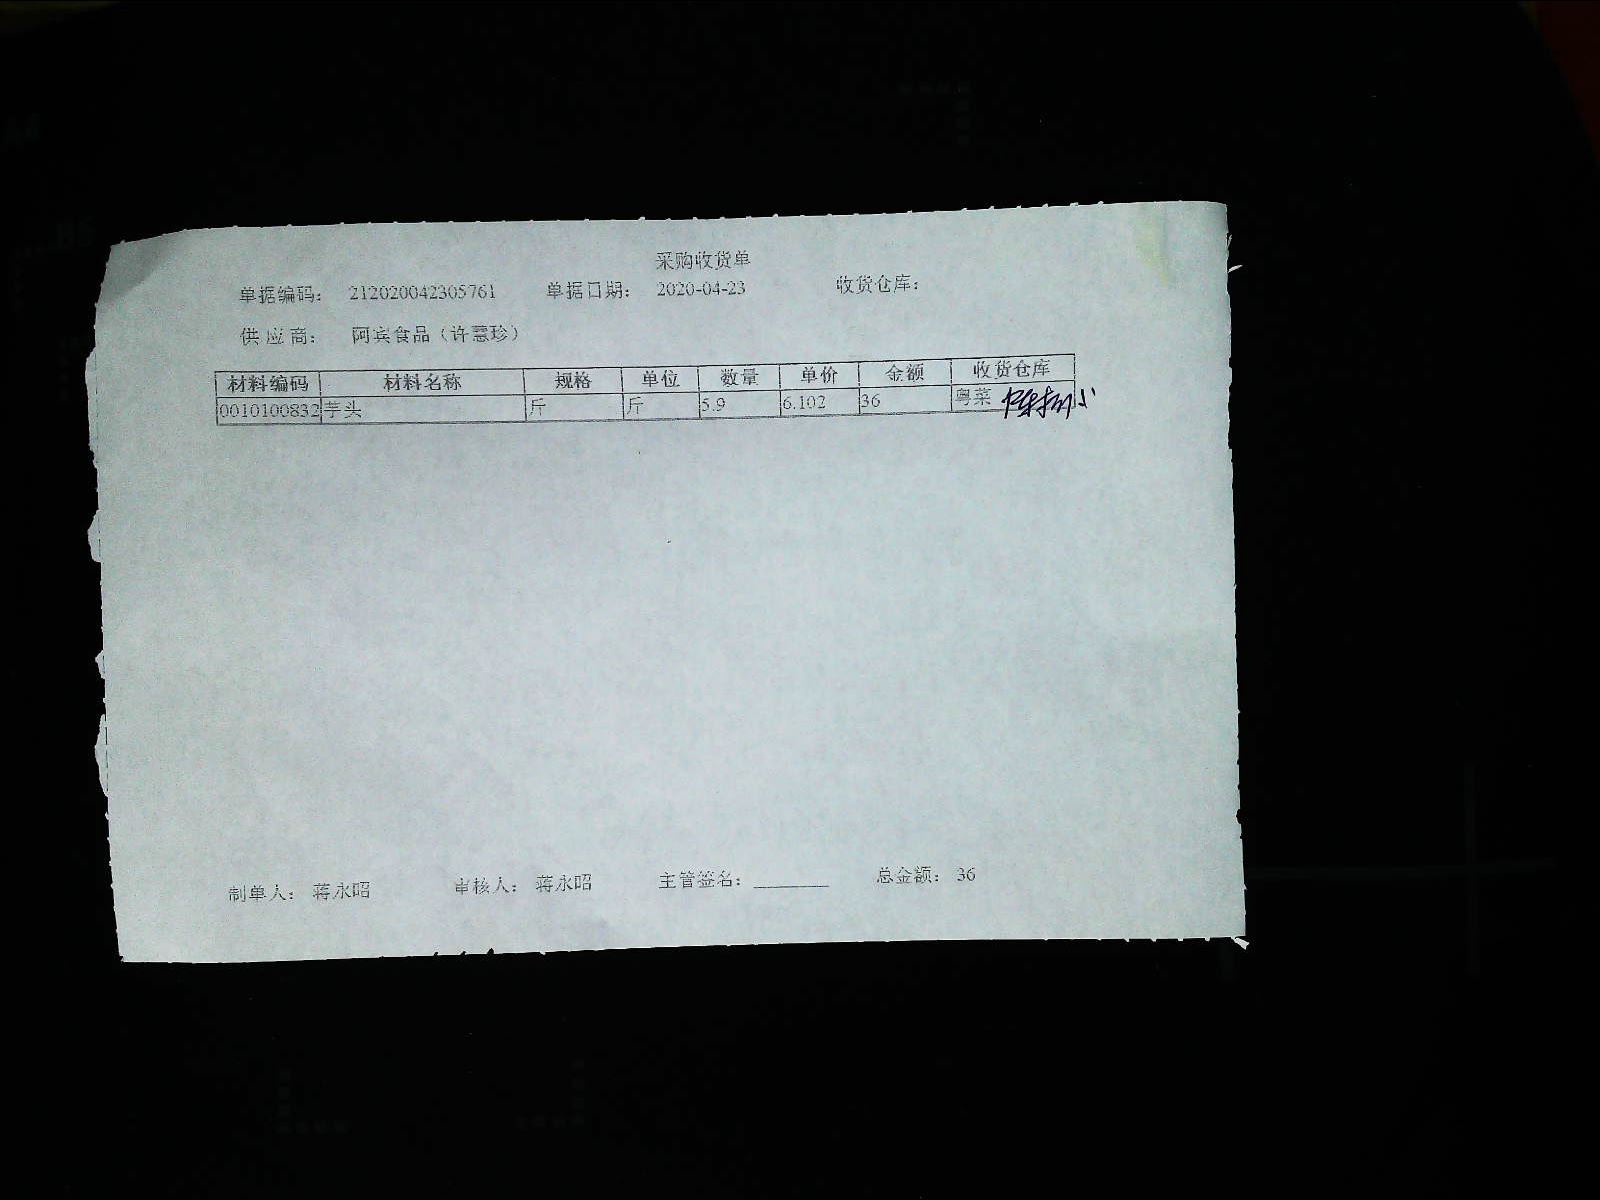 采购收货单
单据编码： 212020042305761 单据日期： 2020-04-23 收货仓库：
供应商： 阿宾食品（许慧珍）
材料编码 材料名称 规格 单位 数量 单价 金额 收货仓库
0010100832 芋头 斤 斤 5.9 6.102 36 粤菜
制单人： 蒋永昭 审核人： 蒋永昭 主管签名： 总金额： 36